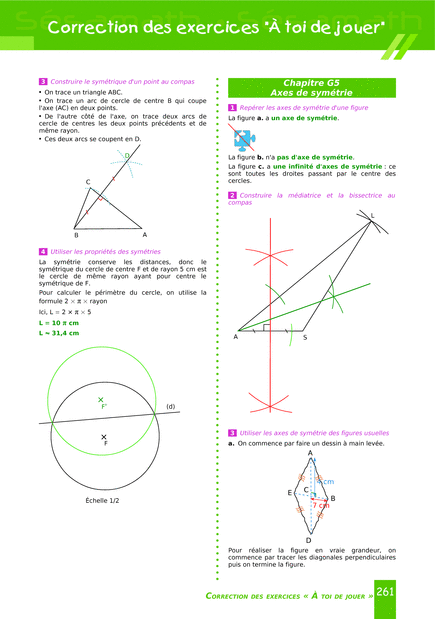 Correction des exercices "À toi de jouer"
3 Construire le symétrique d'un point au compas
• On trace un triangle ABC.
• On trace un arc de cercle de centre B qui coupe
l'axe (AC) en deux points.
• De l'autre côté de l'axe, on trace deux arcs de
cercle de centres les deux points précédents et de
même rayon.
• Ces deux arcs se coupent en D.
D
C
B
A
4 Utiliser les propriétés des symétries
La symétrie conserve les distances, donc le
symétrique du cercle de centre F et de rayon 5 cm est
le cercle de même rayon ayant pour centre le
symétrique de F.
Pour calculer le périmètre du cercle, on utilise la
formule 2 × π × rayon
Ici, L = 2 × π × 5
L = 10 π cm
L ≈ 31,4 cm
F'
(d)
F
Échelle 1/2
Chapitre G5
Axes de symétrie
1 Repérer les axes de symétrie d'une figure
La figure a. a un axe de symétrie.
La figure b. n'a pas d'axe de symétrie.
La figure c. a une infinité d'axes de symétrie : ce
sont toutes les droites passant par le centre des
cercles.
2 Construire la médiatrice et la bissectrice au
compas
L
A
S
3 Utiliser les axes de symétrie des figures usuelles
a. On commence par faire un dessin à main levée.
A
cm
E
C
B
7 cm
D
Pour réaliser la figure en vraie grandeur, on
commence par tracer les diagonales perpendiculaires
puis on termine la figure.
CORRECTION DES EXERCICES « À TOI DE JOUER »
261